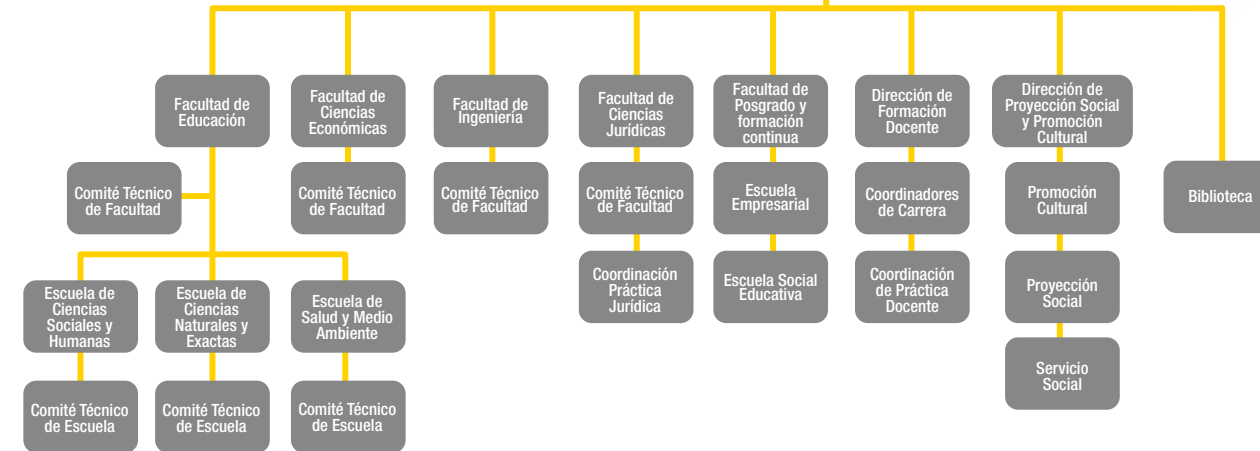 Facultad de
Educación
Facultad de
Ciencias
Económicas
Facultad de
Ingeniería
Facultad de
Ciencias
Jurídicas
Facultad de
Posgrado y
formación
continua
Dirección de
Formación
Docente
Dirección de
Proyección Social
y Promoción
Cultural
Comité Técnico
de Facultad
Comité Técnico
de Facultad
Comité Técnico
de Facultad
Comité Técnico
de Facultad
Escuela
Empresarial
Coordinadores
de Carrera
Promoción
Cultural
Biblioteca
Coordinación
Práctica
Jurídica
Escuela Social
Educativa
Coordinación
de Práctica
Docente
Proyección
Social
Escuela de
Ciencias
Sociales y
Humanas
Escuela de
Ciencias
Naturales y
Exactas
Escuela de
Salud y Medio
Ambiente
Servicio
Social
Comité Técnico
de Escuela
Comité Técnico
de Escuela
Comité Técnico
de Escuela